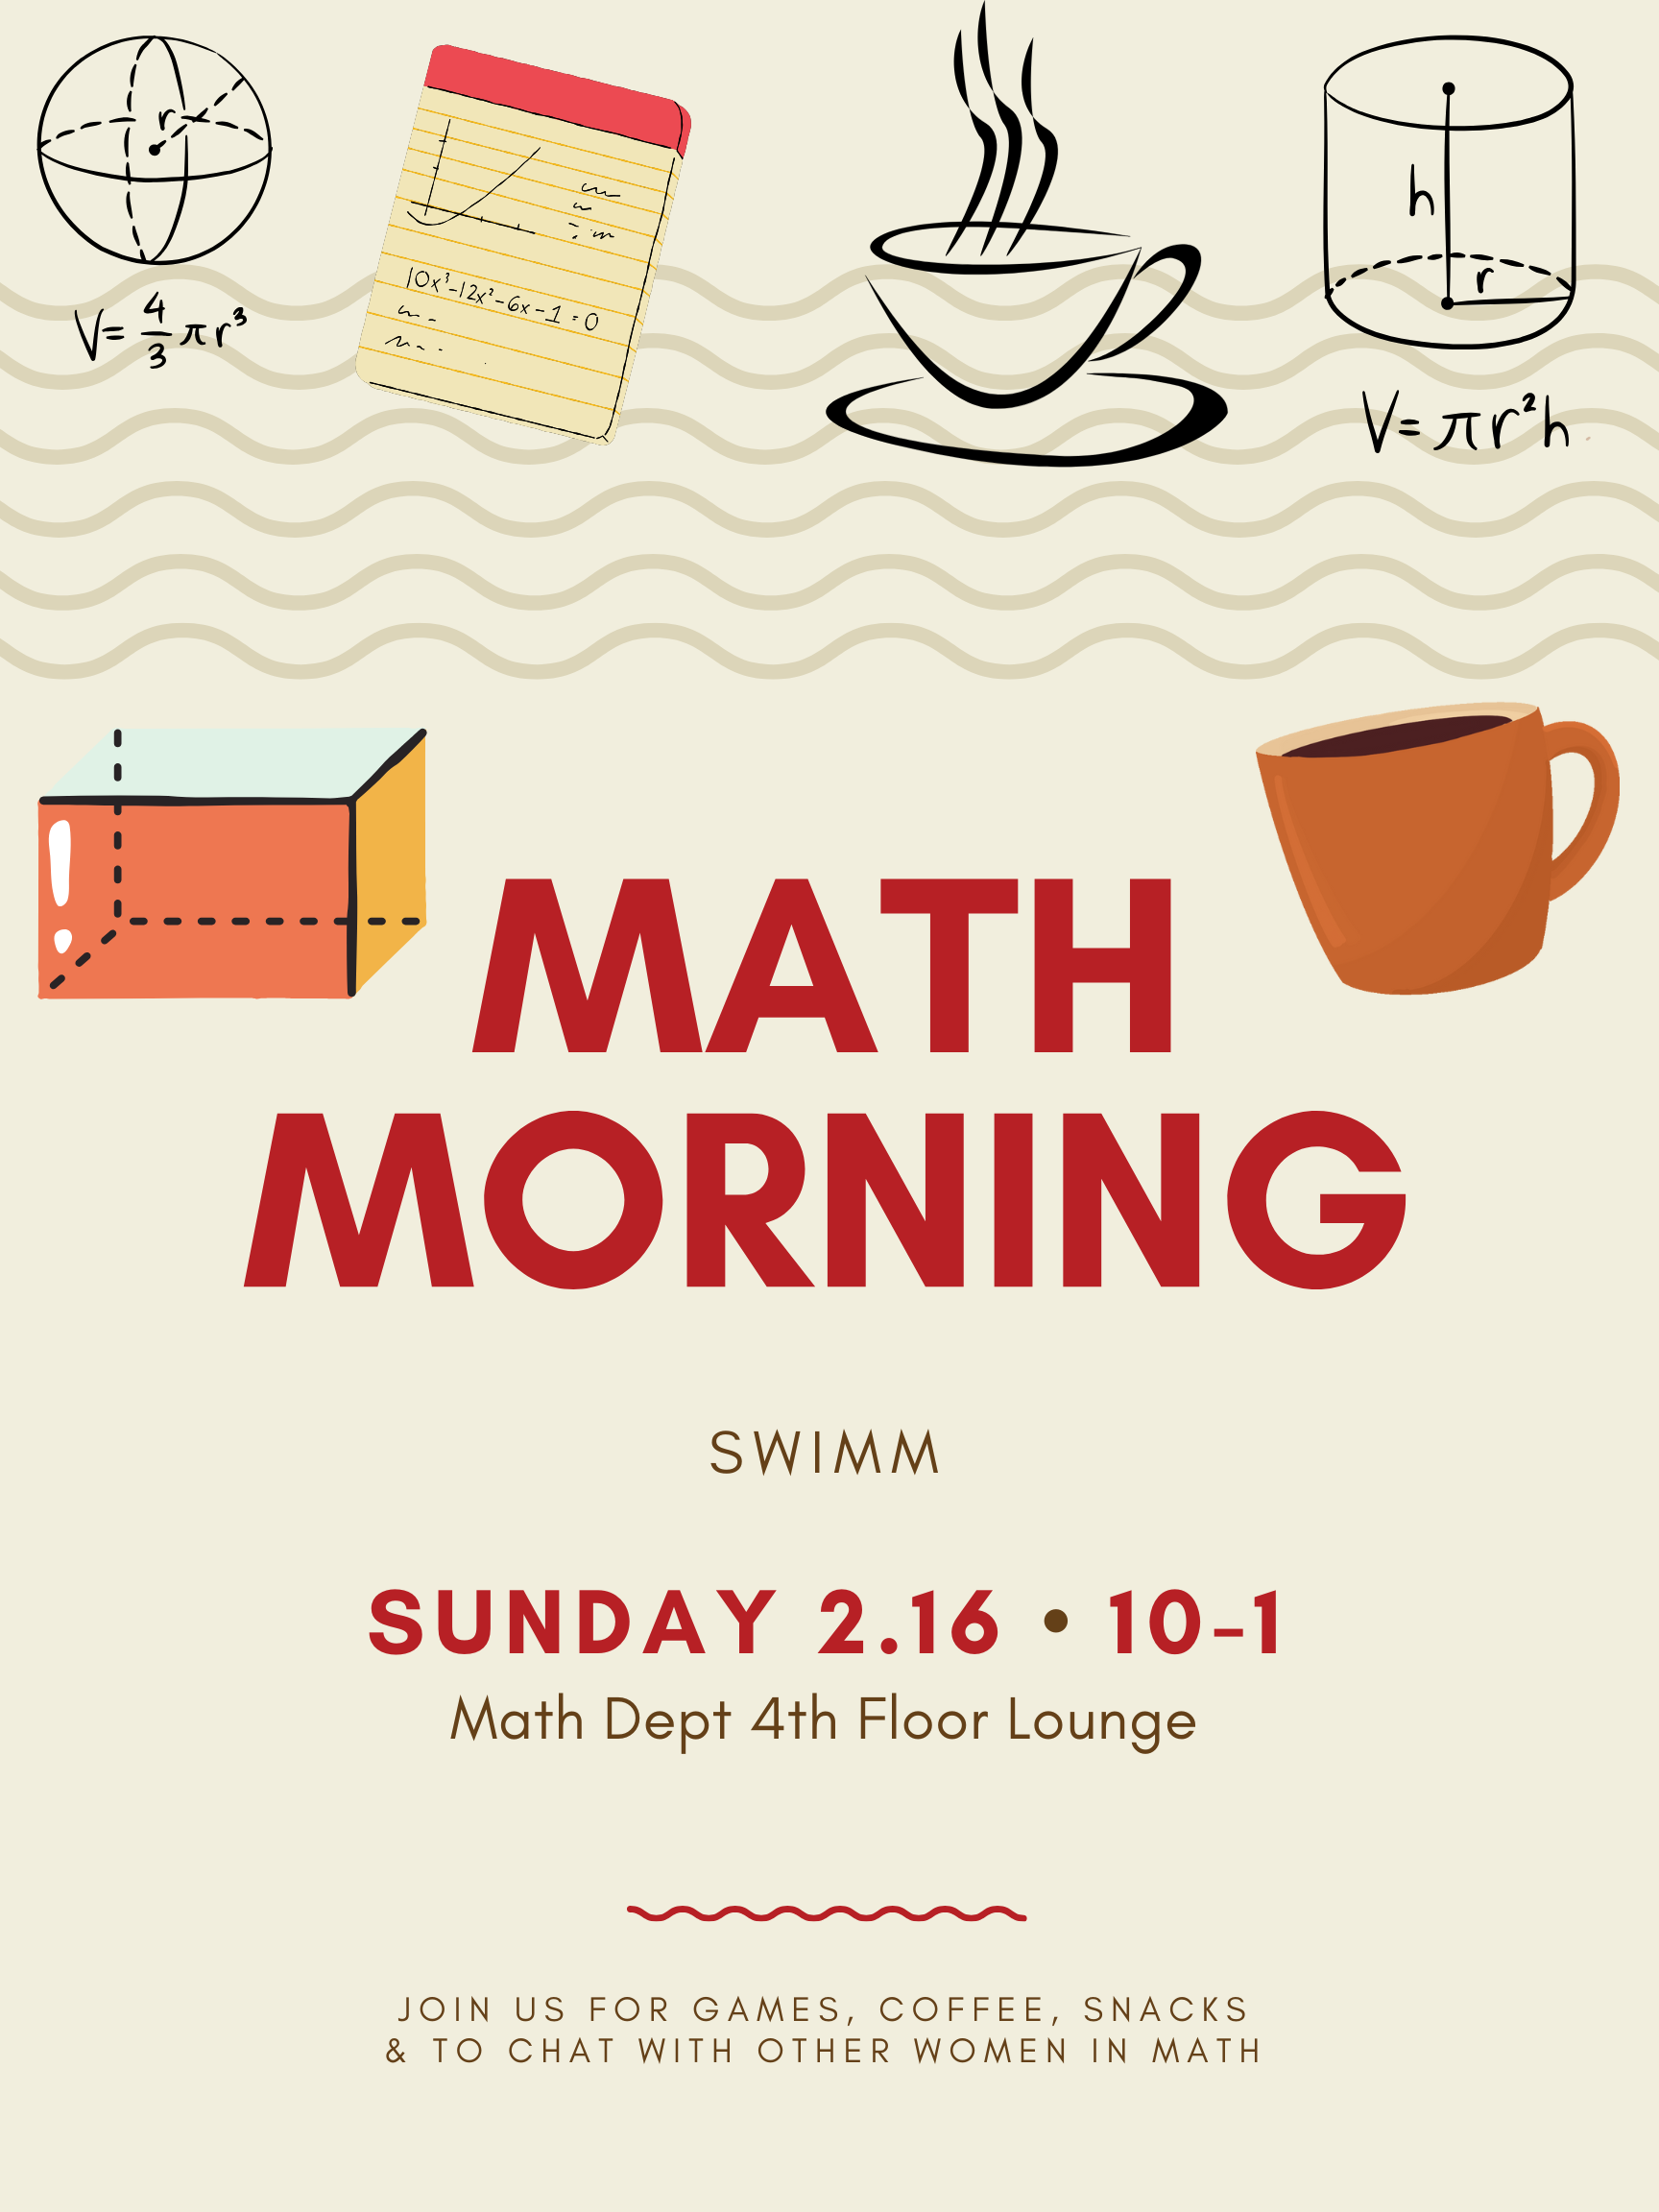 r
V = 4/3 πr³
10x³-12x²-6x-1=0
h
r
V = πr²h
MATH
MORNING
SWIMM
SUNDAY 2.16 • 10-1
Math Dept 4th Floor Lounge
JOIN US FOR GAMES, COFFEE, SNACKS
& TO CHAT WITH OTHER WOMEN IN MATH